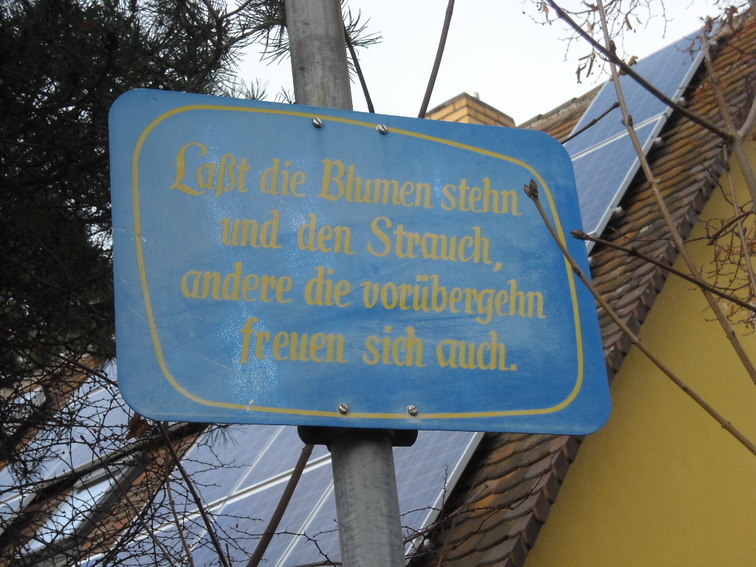 Laßt die Blumen stehn
und den Strauch,
andere die vorübergehn
freuen sich auch.